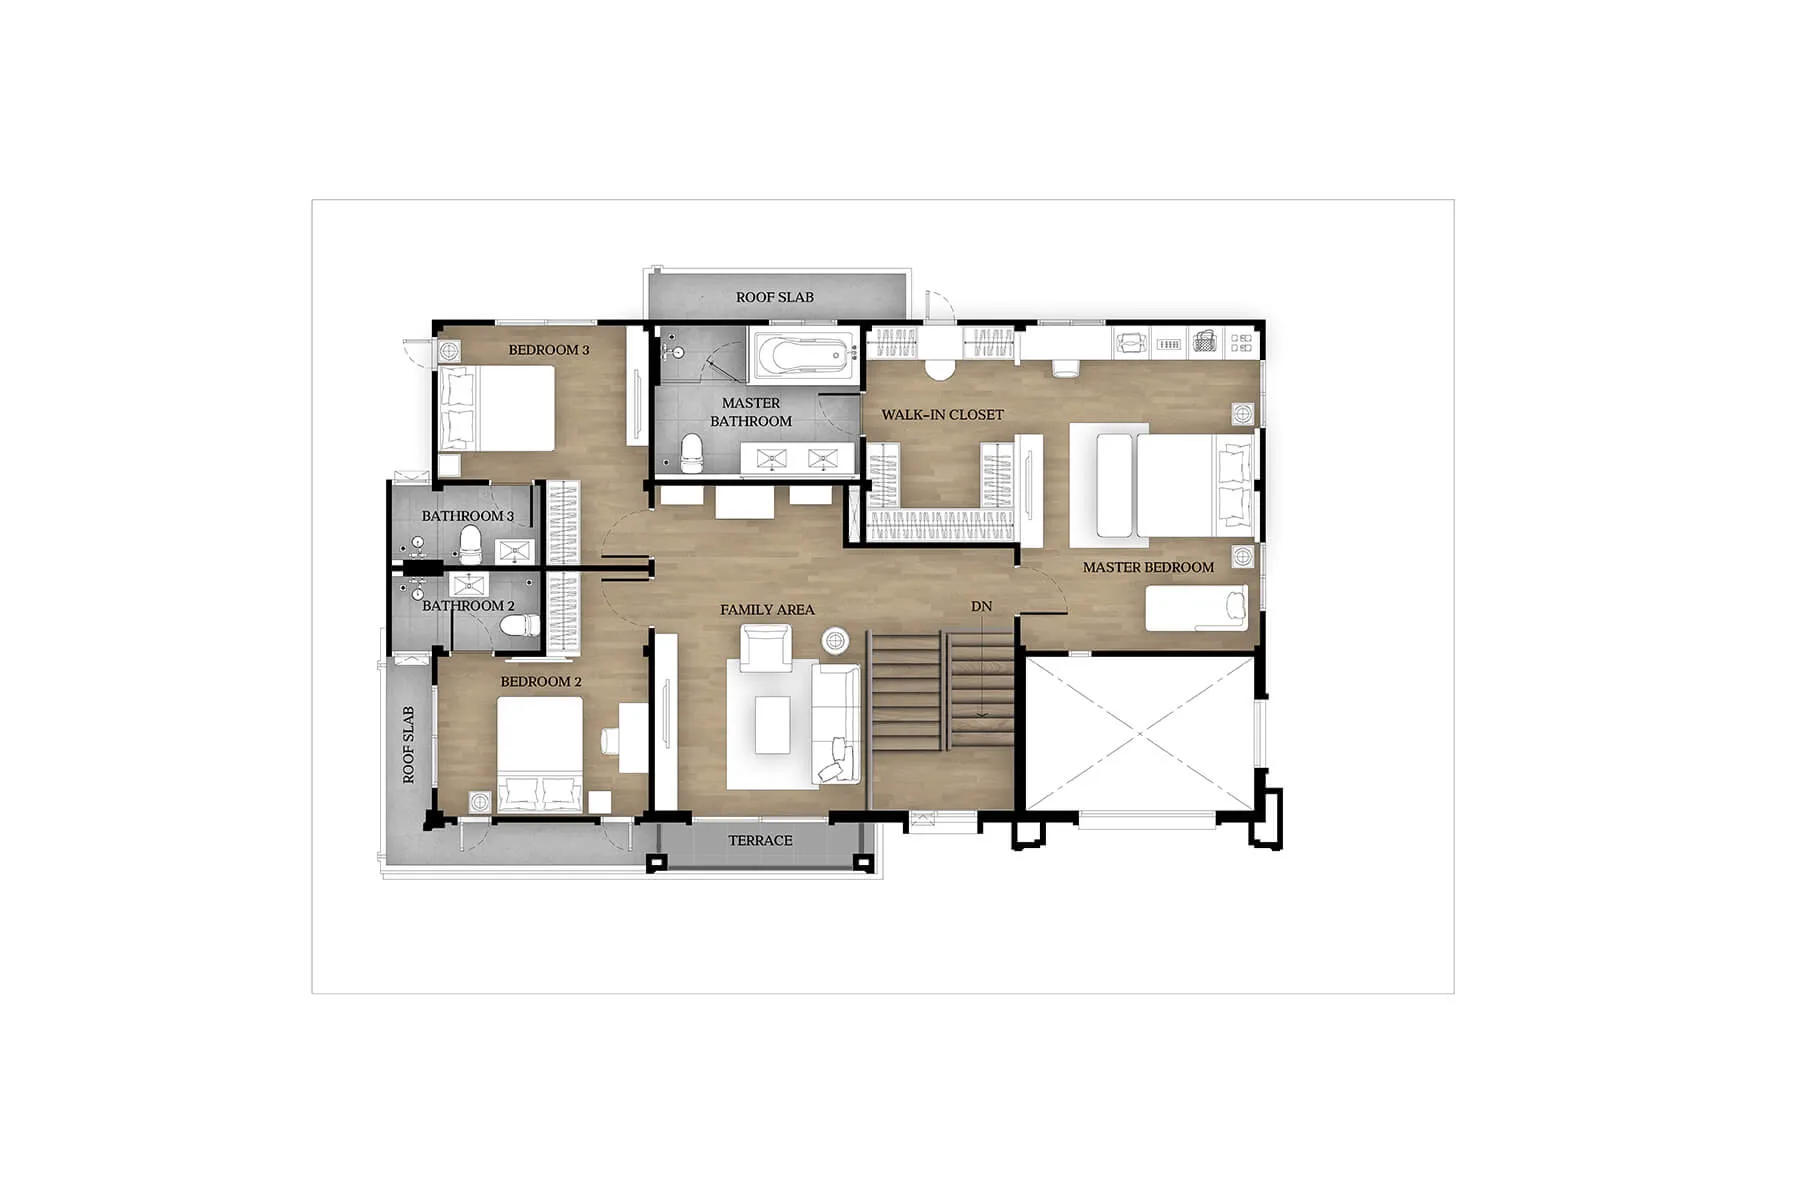 ROOF SLAB
BEDROOM 3
MASTER
BATHROOM
WALK-IN CLOSET
BATHROOM 3
MASTER BEDROOM
BATHROOM 2
FAMILY AREA
DN
BEDROOM 2
ROOF SLAB
TERRACE